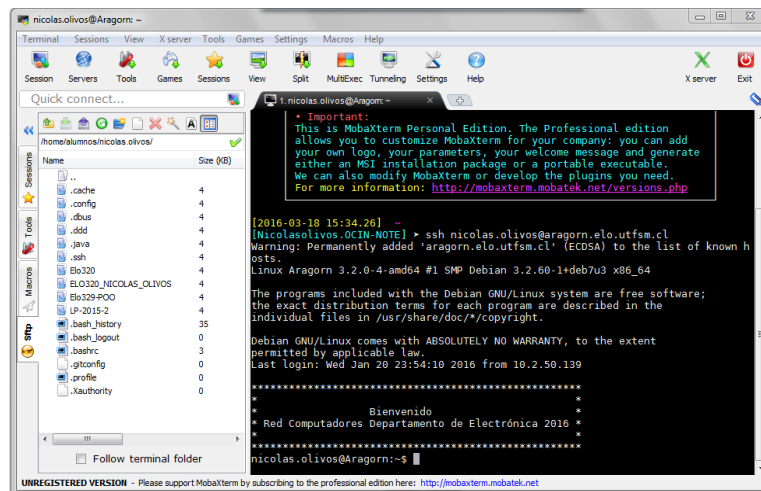 nicolas.olivos@Aragorn: ~
Terminal Sessions View X server Tools Games Settings Macros Help
Session Servers Tools Games Sessions View Split MultiExec Tunneling Settings Help X server Exit
Quick connect...
1. nicolas.olivos@Aragorn: ~
/home/alumnos/nicolas.olivos/
Name Size (KB)
..
.cache 4
.config 4
.dbus 4
.ddd 4
.java 4
.ssh 4
Elo320 4
ELO320_NICOLAS_OLIVOS 4
Elo329-POO 4
LP-2015-2 4
.bash_history 35
.bash_logout 0
.bashrc 3
.gitconfig 0
.profile 0
.Xauthority 0
Sessions
Tools
Macros
Sftp
Follow terminal folder
• Important:
This is MobaXterm Personal Edition. The Professional edition
allows you to customize MobaXterm for your company: you can add
your own logo, your parameters, your welcome message and generate
either an MSI installation package or a portable executable.
We can also modify MobaXterm or develop the plugins you need.
For more information: http://mobaxterm.mobatek.net/versions.php
[2016-03-18 15:34.26] ~
[Nicolasolivos.OCIN-NOTE] ➤ ssh nicolas.olivos@aragorn.elo.utfsm.cl
Warning: Permanently added 'aragorn.elo.utfsm.cl' (ECDSA) to the list of known h
osts.
Linux Aragorn 3.2.0-4-amd64 #1 SMP Debian 3.2.60-1+deb7u3 x86_64
The programs included with the Debian GNU/Linux system are free software;
the exact distribution terms for each program are described in the
individual files in /usr/share/doc/*/copyright.
Debian GNU/Linux comes with ABSOLUTELY NO WARRANTY, to the extent
permitted by applicable law.
Last login: Wed Jan 20 23:54:10 2016 from 10.2.50.139
*****************************************************
* *
* Bienvenido *
* Red Computadores Departamento de Electrónica 2016 *
* *
*****************************************************
nicolas.olivos@Aragorn:~$
UNREGISTERED VERSION - Please support MobaXterm by subscribing to the professional edition here: http://mobaxterm.mobatek.net